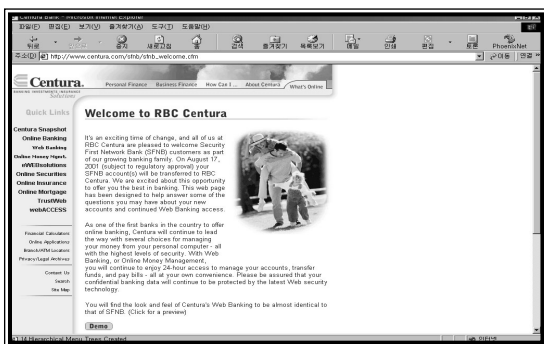 Centura Bank - Microsoft Internet Explorer
파일(F) 편집(E) 보기(V) 즐겨찾기(A) 도구(T) 도움말(H)
뒤로 중지 새로고침 홈 검색 즐겨찾기 목록보기 메일 인쇄 편집 토론 PhoenixNet
주소(D) http://www.centura.com/sfnb/sfnb_welcome.cfm 이동 연결 »
Centura.
BANKING INVESTMENTS INSURANCE
Solutions
Personal Finance Business Finance How Can I ... About Centura What's Online
Quick Links
Centura Snapshot
Online Banking
Web Banking
Online Money Mgmt.
eWEBsolutions
Online Securities
Online Insurance
Online Mortgage
TrustWeb
webACCESS
Financial Calculators
Online Applications
Branch/ATM Locators
Privacy/Legal Archives
Contact Us
Search
Site Map
Welcome to RBC Centura
It's an exciting time of change, and all of us at
RBC Centura are pleased to welcome Security
First Network Bank (SFNB) customers as part
of our growing banking family. On August 17,
2001 (subject to regulatory approval) your
SFNB account(s) will be transferred to RBC
Centura. We are excited about this opportunity
to offer you the best in banking. This web page
has been designed to help answer some of the
questions you may have about your new
accounts and continued Web Banking access.
As one of the first banks in the country to offer
online banking, Centura will continue to lead
the way with several choices for managing
your money from your personal computer - all
with the highest levels of security. With Web
Banking, or Online Money Management,
you will continue to enjoy 24-hour access to manage your accounts, transfer
funds, and pay bills - all at your own convenience. Please be assured that your
confidential banking data will continue to be protected by the latest Web security
technology.
You will find the look and feel of Centura's Web Banking to be almost identical to
that of SFNB. (Click for a preview)
Demo
14 Hierarchical Menu Trees Created
인터넷